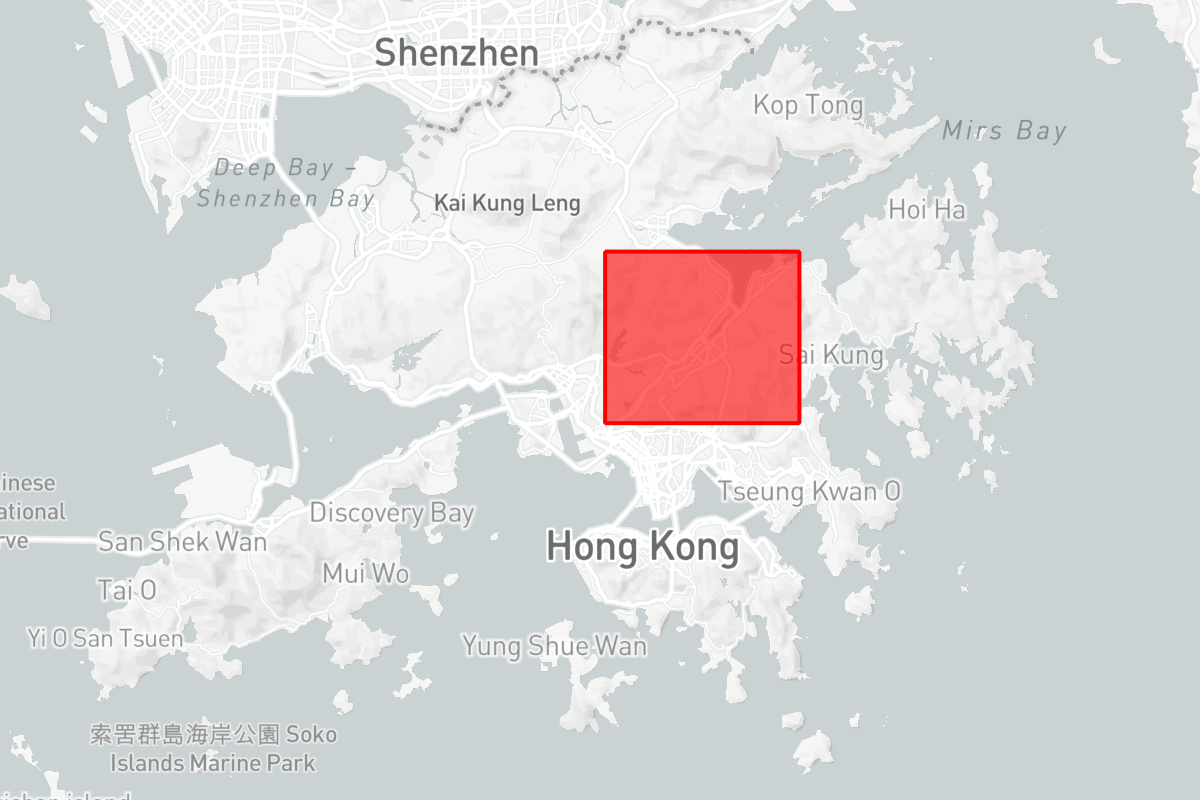 Shenzhen
Kop Tong
Mirs Bay
Deep Bay –
Shenzhen Bay
Kai Kung Leng
Hoi Ha
Sai Kung
inese
ational
rve
Tseung Kwan O
Discovery Bay
San Shek Wan
Hong Kong
Mui Wo
Tai O
Yi O San Tsuen
Yung Shue Wan
索罟群島海岸公園 Soko
Islands Marine Park